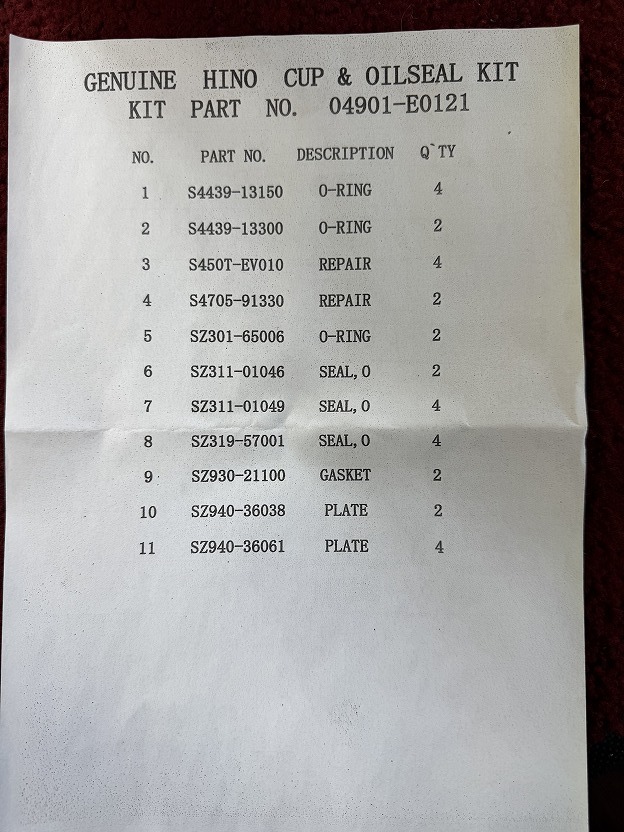 GENUINE HINO CUP & OILSEAL KIT
KIT PART NO. 04901-E0121
NO. PART NO. DESCRIPTION Q`TY
1 S4439-13150 O-RING 4
2 S4439-13300 O-RING 2
3 S450T-EV010 REPAIR 4
4 S4705-91330 REPAIR 2
5 SZ301-65006 O-RING 2
6 SZ311-01046 SEAL, O 2
7 SZ311-01049 SEAL, O 4
8 SZ319-57001 SEAL, O 4
9 SZ930-21100 GASKET 2
10 SZ940-36038 PLATE 2
11 SZ940-36061 PLATE 4